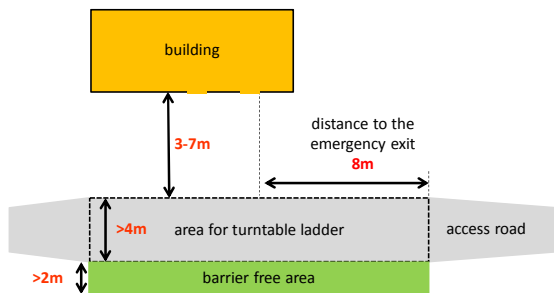 building
3-7m
distance to the
emergency exit
8m
>4m
area for turntable ladder
access road
>2m
barrier free area